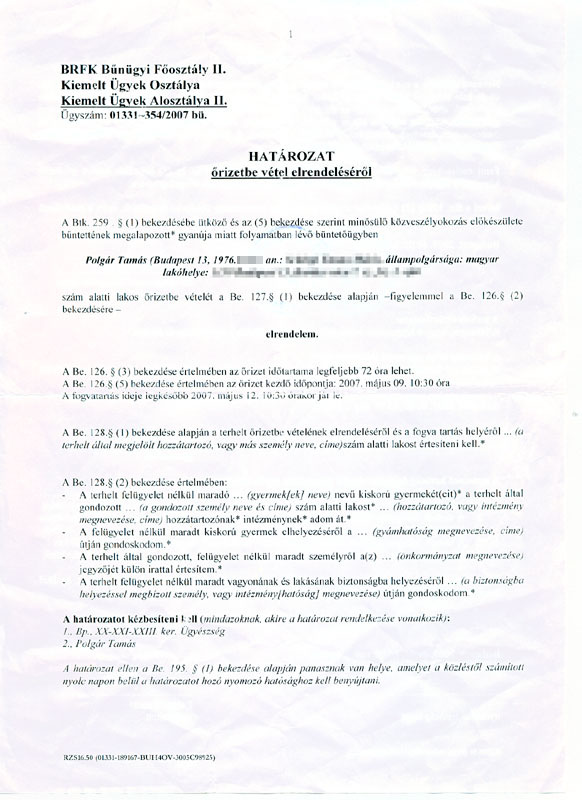 1
BRFK Bűnügyi Főosztály II.
Kiemelt Ügyek Osztálya
Kiemelt Ügyek Alosztálya II.
Ügyszám: 01331-354/2007 bü.
HATÁROZAT
őrizetbe vétel elrendeléséről
A Btk. 259 . § (1) bekezdésébe ütköző és az (5) bekezdése szerint minősülő közveszélyokozás előkészülete
büntettének megalapozott* gyanúja miatt folyamatban lévő büntetőügyben
Polgár Tamás (Budapest 13, 1976. an.: állampolgársága: magyar
lakóhelye:
szám alatti lakos őrizetbe vételét a Be. 127.§ (1) bekezdése alapján –figyelemmel a Be. 126.§ (2)
bekezdésére –
elrendelem.
A Be. 126. § (3) bekezdése értelmében az őrizet időtartama legfeljebb 72 óra lehet.
A Be. 126.§ (5) bekezdése értelmében az őrizet kezdő időpontja: 2007. május 09. 10:30 óra
A fogvatartás ideje legkésőbb 2007. május 12. 10:30 órakor jár le.
A Be. 128.§ (1) bekezdése alapján a terhelt őrizetbe vételének elrendeléséről és a fogva tartás helyéről ... (a
terhelt által megjelölt hozzátartozó, vagy más személy neve, címe)szám alatti lakost értesíteni kell.*
A Be. 128.§ (2) bekezdése értelmében:
- A terhelt felügyelet nélkül maradó ... (gyermek[ek] neve) nevű kiskorú gyermekét(eit)* a terhelt által
gondozott ... (a gondozott személy neve és címe) szám alatti lakost* ... (hozzátartozó, vagy intézmény
megnevezése, címe) hozzátartozónak* intézménynek* adom át.*
- A felügyelet nélkül maradt kiskorú gyermek elhelyezéséről a ... (gyámhatóság megnevezése, címe)
útján gondoskodom.*
- A terhelt által gondozott, felügyelet nélkül maradt személyről a(z) ... (önkormányzat megnevezése)
jegyzőjét külön irattal értesítem.*
- A terhelt felügyelet nélkül maradt vagyonának és lakásának biztonságba helyezéséről ... (a biztonságba
helyezéssel megbízott személy, vagy intézmény[hatóság] megnevezése) útján gondoskodom.*
A határozatot kézbesíteni kell (mindazoknak, akire a határozat rendelkezése vonatkozik):
1., Bp., XX-XXI-XXIII. ker. Ügyészség
2., Polgár Tamás
A határozat ellen a Be. 195. § (1) bekezdése alapján panasznak van helye, amelyet a közléstől számított
nyolc napon belül a határozatot hozó nyomozó hatósághoz kell benyújtani.
RZS16.50 (01331-189167-BUH4OV-3005C98925)